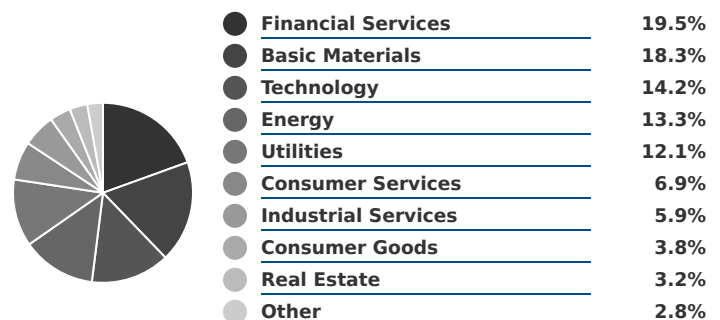 Financial Services 19.5%
Basic Materials 18.3%
Technology 14.2%
Energy 13.3%
Utilities 12.1%
Consumer Services 6.9%
Industrial Services 5.9%
Consumer Goods 3.8%
Real Estate 3.2%
Other 2.8%